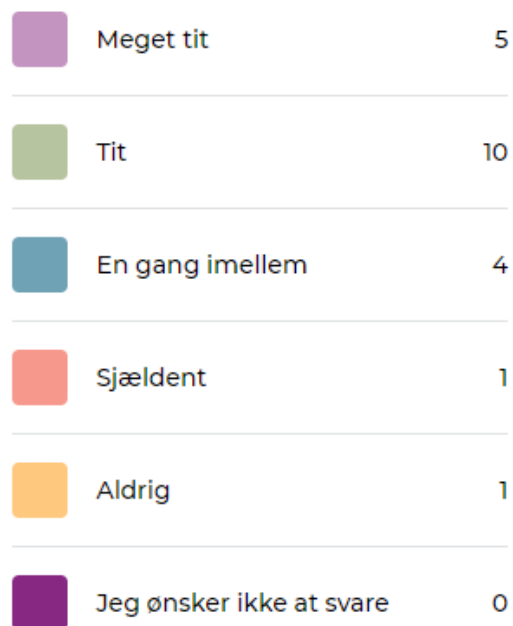 Meget tit 5
Tit 10
En gang imellem 4
Sjældent 1
Aldrig 1
Jeg ønsker ikke at svare 0